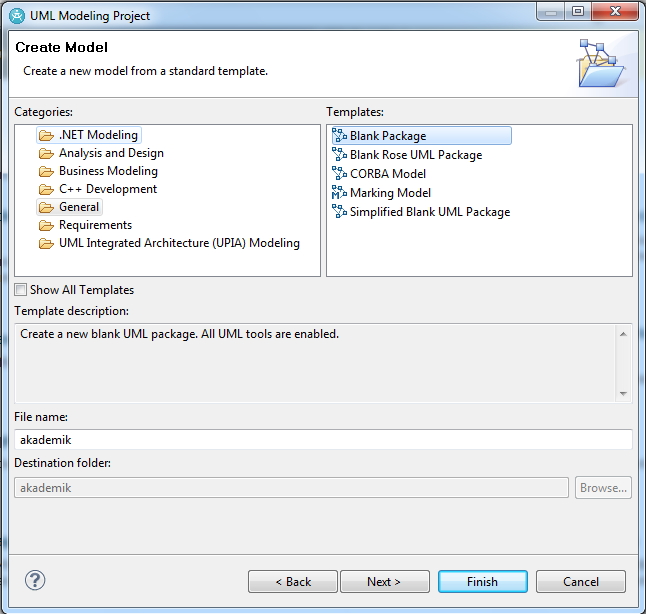 UML Modeling Project
Create Model
Create a new model from a standard template.
Categories:
.NET Modeling
Analysis and Design
Business Modeling
C++ Development
General
Requirements
UML Integrated Architecture (UPIA) Modeling
Templates:
Blank Package
Blank Rose UML Package
CORBA Model
Marking Model
Simplified Blank UML Package
Show All Templates
Template description:
Create a new blank UML package. All UML tools are enabled.
File name:
akademik
Destination folder:
akademik
Browse...
?
< Back
Next >
Finish
Cancel